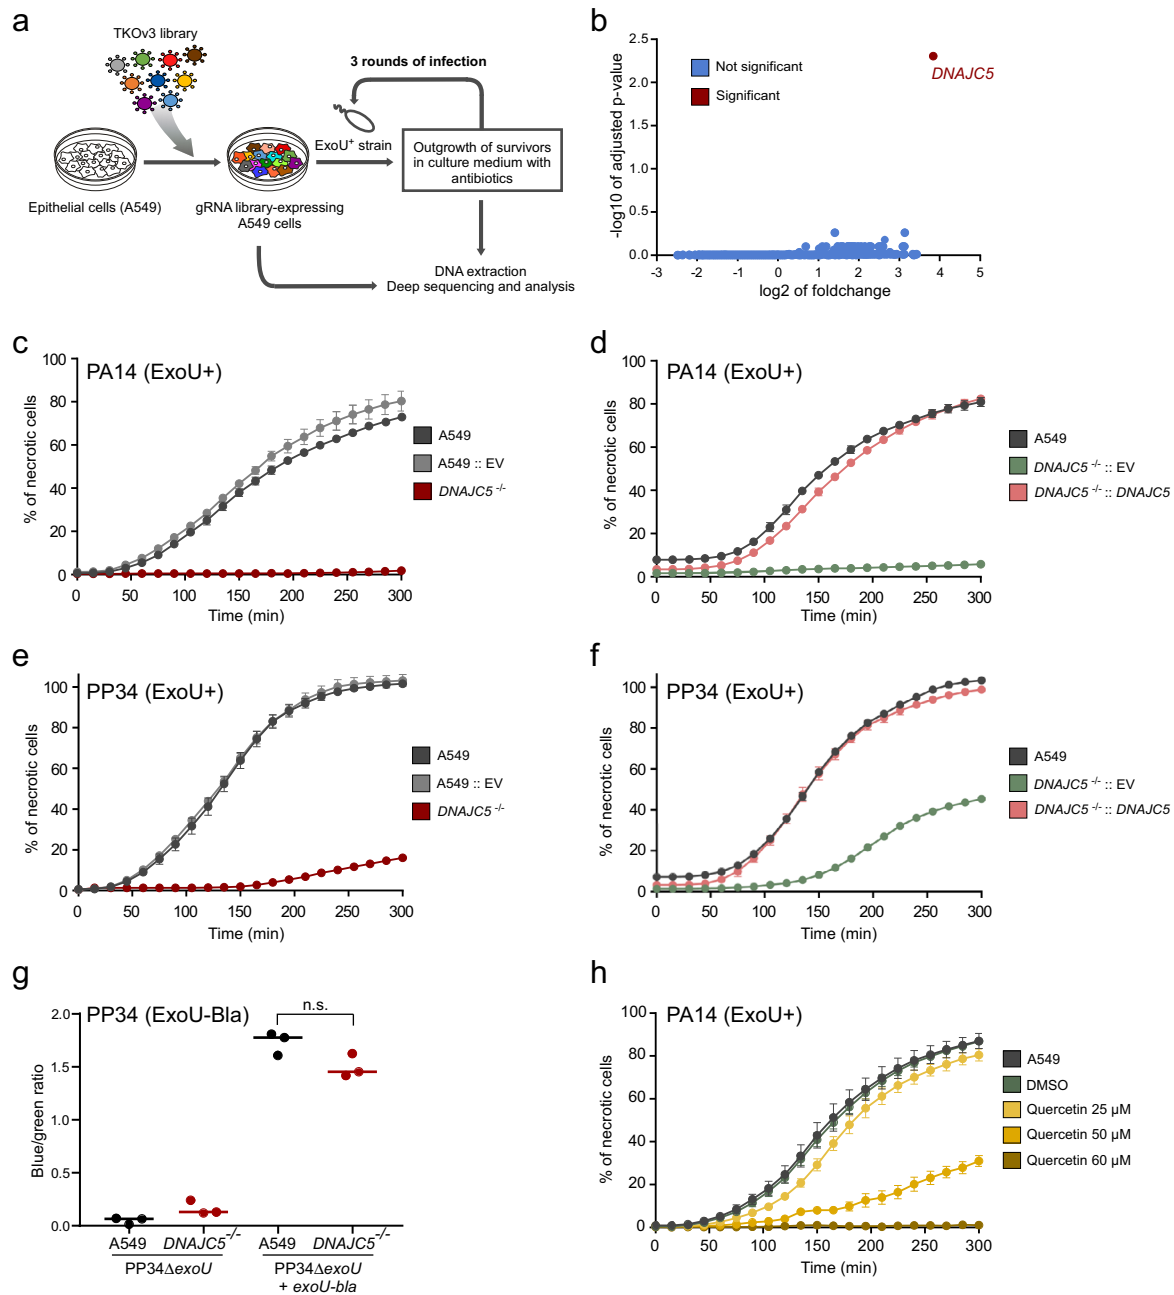 a
TKOv3 library
3 rounds of infection
ExoU⁺ strain
Outgrowth of survivors
in culture medium with
antibiotics
Epithelial cells (A549)
gRNA library-expressing
A549 cells
DNA extraction
Deep sequencing and analysis
b
-log10 of adjusted p-value
2.5
2.0
1.5
1.0
0.5
0.0
Not significant
Significant
DNAJC5
-3 -2 -1 0 1 2 3 4 5
log2 of foldchange
c
PA14 (ExoU+)
% of necrotic cells
100
80
60
40
20
0
0 50 100 150 200 250 300
Time (min)
A549
A549 :: EV
DNAJC5 -/-
d
PA14 (ExoU+)
% of necrotic cells
100
80
60
40
20
0
0 50 100 150 200 250 300
Time (min)
A549
DNAJC5 -/- :: EV
DNAJC5 -/- :: DNAJC5
e
PP34 (ExoU+)
% of necrotic cells
100
80
60
40
20
0
0 50 100 150 200 250 300
Time (min)
A549
A549 :: EV
DNAJC5 -/-
f
PP34 (ExoU+)
% of necrotic cells
100
80
60
40
20
0
0 50 100 150 200 250 300
Time (min)
A549
DNAJC5 -/- :: EV
DNAJC5 -/- :: DNAJC5
g
PP34 (ExoU-Bla)
n.s.
Blue/green ratio
2.0
1.5
1.0
0.5
0.0
A549 DNAJC5-/- A549 DNAJC5-/-
PP34ΔexoU PP34ΔexoU
+ exoU-bla
h
PA14 (ExoU+)
% of necrotic cells
100
80
60
40
20
0
0 50 100 150 200 250 300
Time (min)
A549
DMSO
Quercetin 25 µM
Quercetin 50 µM
Quercetin 60 µM